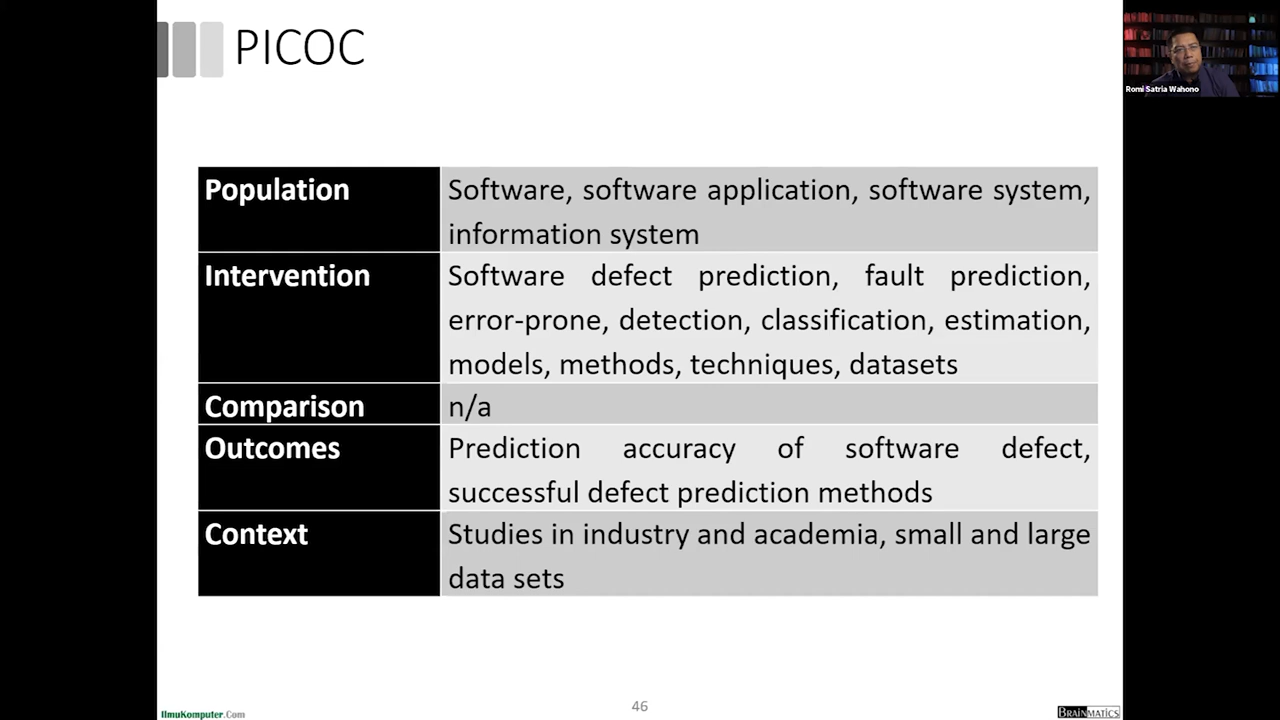 PICOC
Romi Satria Wahono
Population
Software, software application, software system,
information system
Intervention
Software defect prediction, fault prediction,
error-prone, detection, classification, estimation,
models, methods, techniques, datasets
Comparison
n/a
Outcomes
Prediction accuracy of software defect,
successful defect prediction methods
Context
Studies in industry and academia, small and large
data sets
IlmuKomputer.Com
46
BRAINMATICS